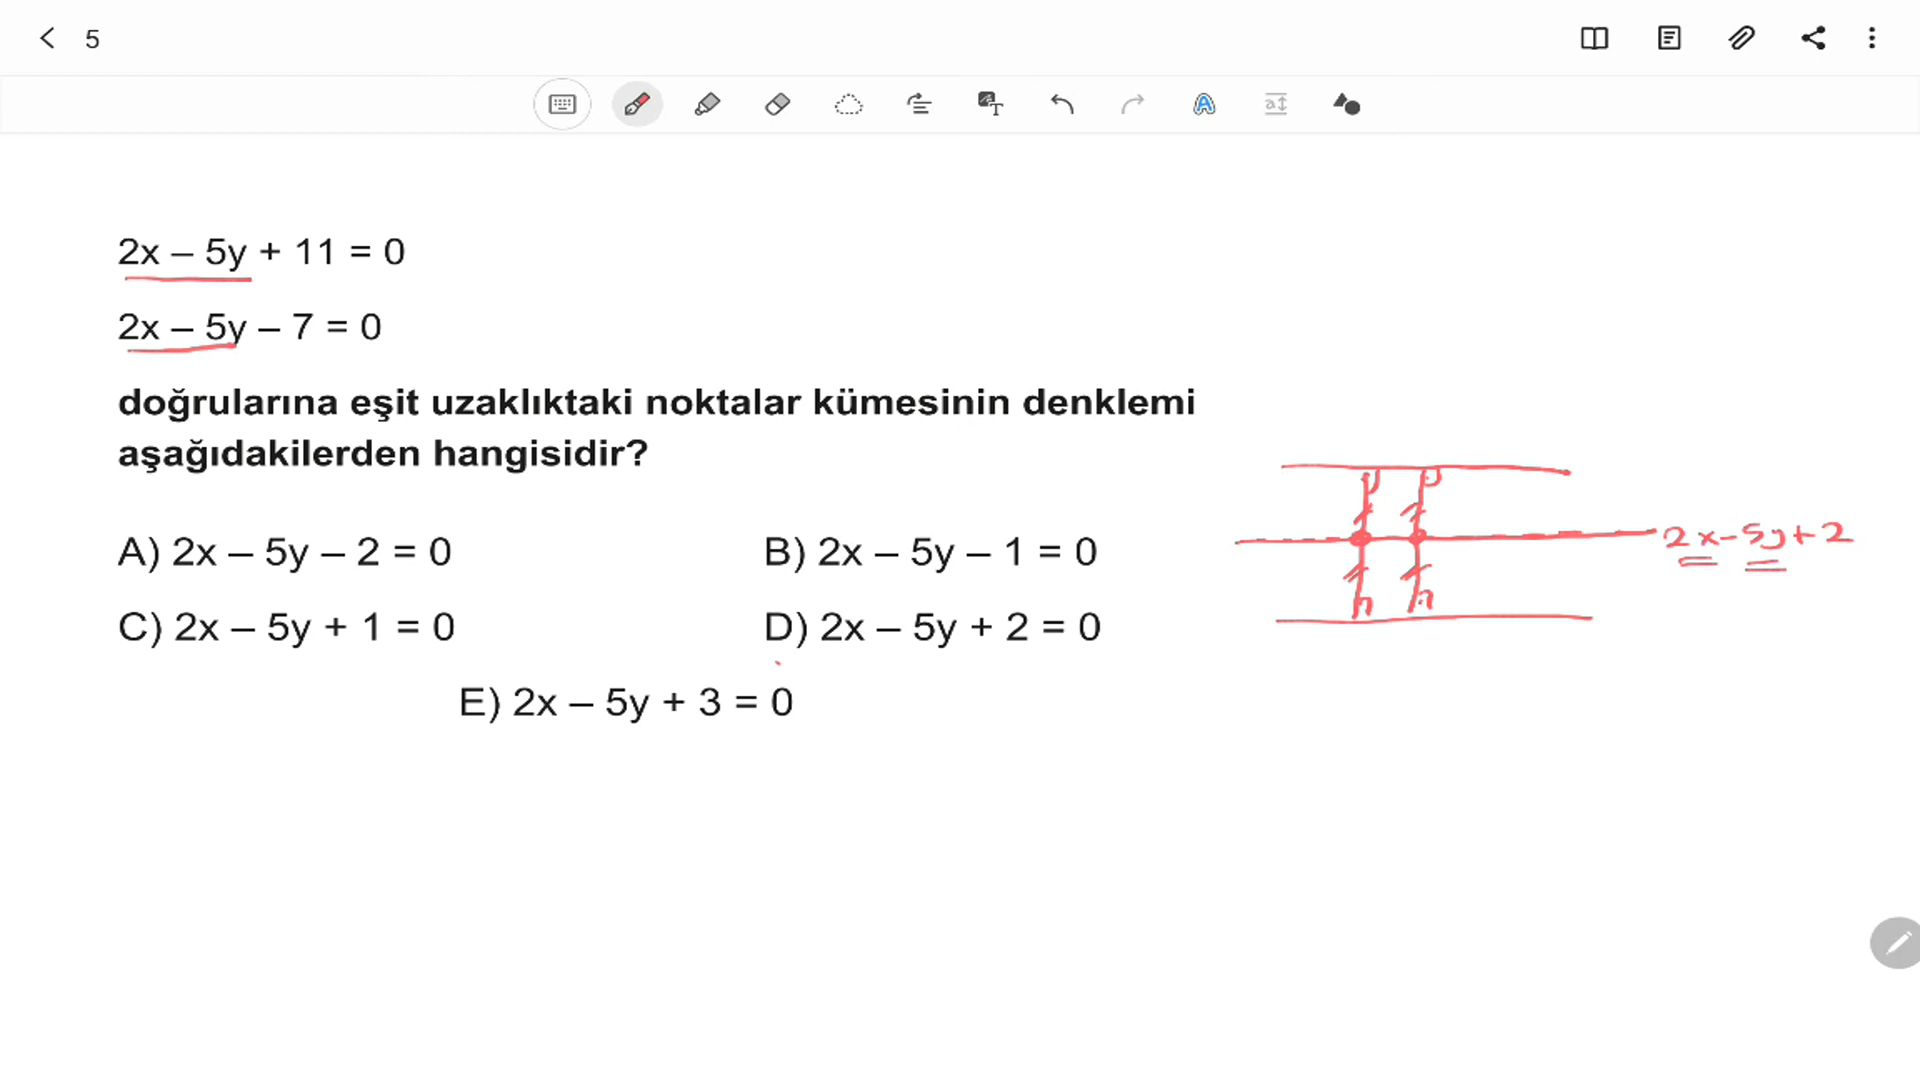 5
2x – 5y + 11 = 0
2x – 5y – 7 = 0
doğrularına eşit uzaklıktaki noktalar kümesinin denklemi
aşağıdakilerden hangisidir?
A) 2x – 5y – 2 = 0
B) 2x – 5y – 1 = 0
2x-5y+2
C) 2x – 5y + 1 = 0
D) 2x – 5y + 2 = 0
E) 2x – 5y + 3 = 0